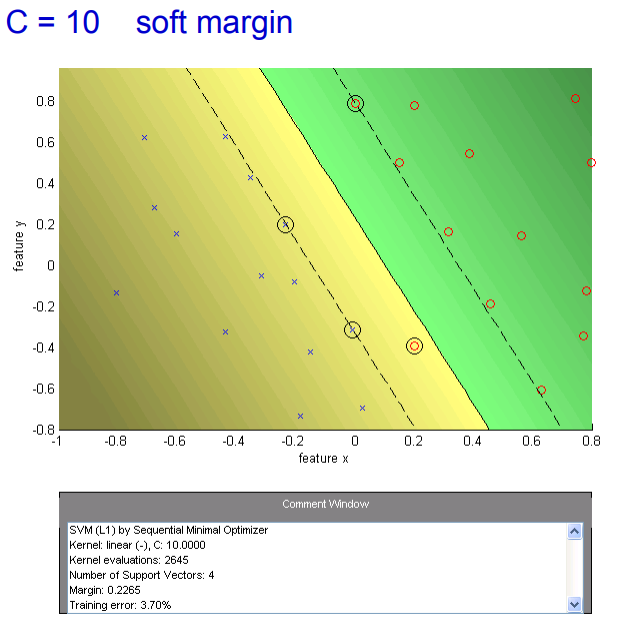 C = 10 soft margin
0.8
0.6
0.4
0.2
0
-0.2
-0.4
-0.6
-0.8
feature y
-1 -0.8 -0.6 -0.4 -0.2 0 0.2 0.4 0.6 0.8
feature x
Comment Window
SVM (L1) by Sequential Minimal Optimizer
Kernel: linear (-), C: 10.0000
Kernel evaluations: 2645
Number of Support Vectors: 4
Margin: 0.2265
Training error: 3.70%